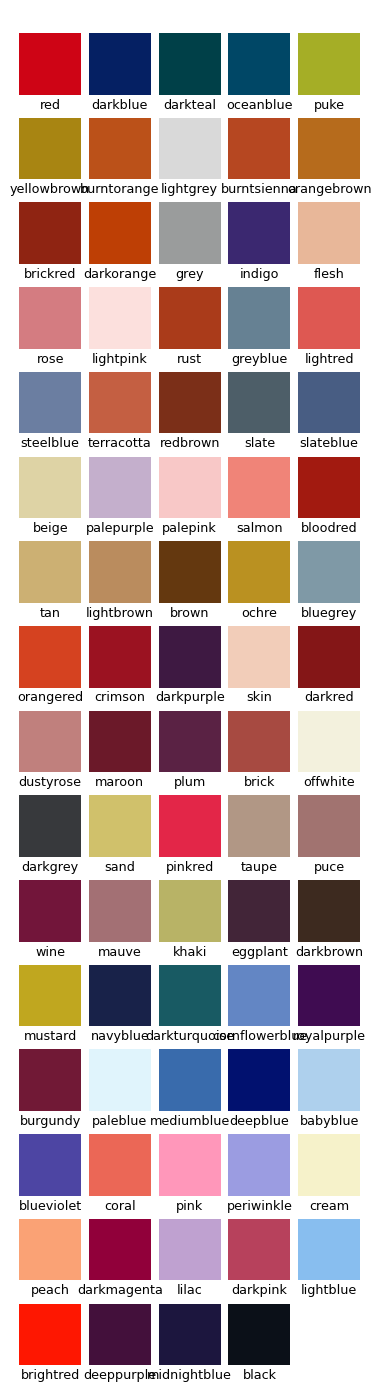 red darkblue darkteal oceanblue puke
yellowbrown burntorange lightgrey burntsienna orangebrown
brickred darkorange grey indigo flesh
rose lightpink rust greyblue lightred
steelblue terracotta redbrown slate slateblue
beige palepurple palepink salmon bloodred
tan lightbrown brown ochre bluegrey
orangered crimson darkpurple skin darkred
dustyrose maroon plum brick offwhite
darkgrey sand pinkred taupe puce
wine mauve khaki eggplant darkbrown
mustard navyblue darkturquoise cornflowerblue royalpurple
burgundy paleblue mediumblue deepblue babyblue
blueviolet coral pink periwinkle cream
peach darkmagenta lilac darkpink lightblue
brightred deeppurple midnightblue black